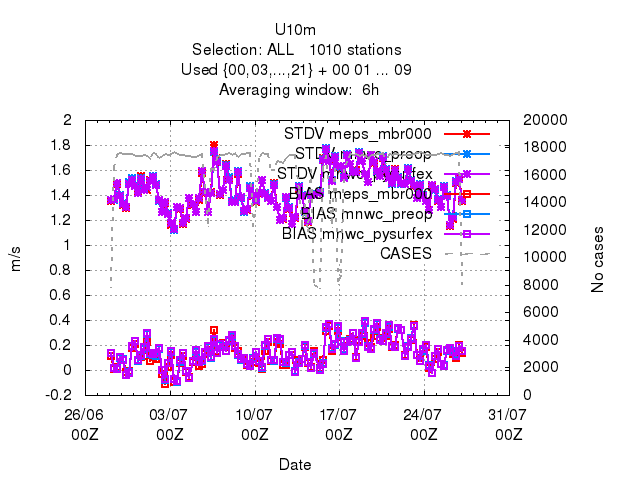 U10m
Selection: ALL   1010 stations
Used {00,03,...,21} + 00 01 ... 09
Averaging window:  6h
2
1.8
1.6
1.4
1.2
1
0.8
0.6
0.4
0.2
0
-0.2
m/s
20000
18000
16000
14000
12000
10000
8000
6000
4000
2000
0
No cases
STDV meps_mbr000
STDV mnwc_preop
STDV mnwc_pysurfex
BIAS meps_mbr000
BIAS mnwc_preop
BIAS mnwc_pysurfex
CASES
26/06 03/07 10/07 17/07 24/07 31/07
00Z 00Z 00Z 00Z 00Z 00Z
Date